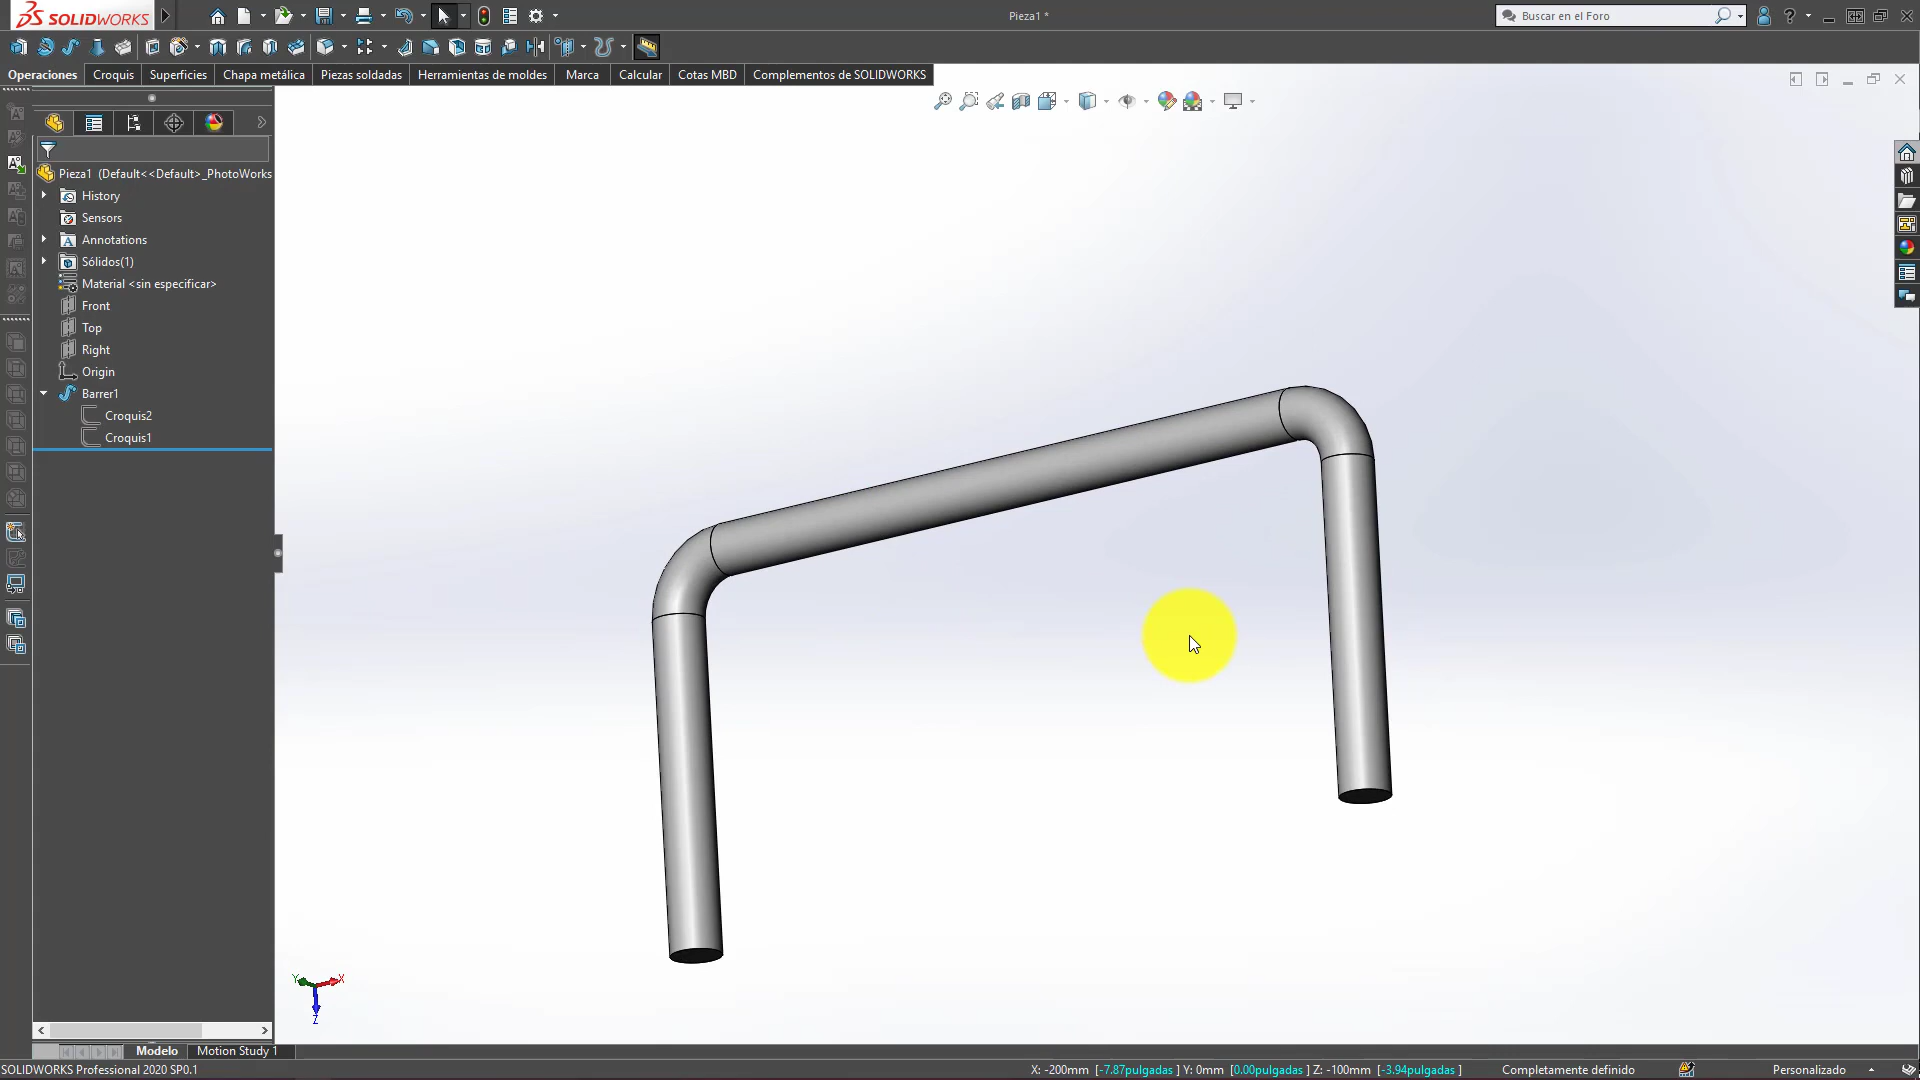 SOLIDWORKS
Pieza1 *
Buscar en el Foro
Operaciones
Croquis
Superficies
Chapa metálica
Piezas soldadas
Herramientas de moldes
Marca
Calcular
Cotas MBD
Complementos de SOLIDWORKS
Pieza1 (Default<<Default>_PhotoWorks
History
Sensors
Annotations
Sólidos(1)
Material <sin especificar>
Front
Top
Right
Origin
Barrer1
Croquis2
Croquis1
Y
X
Z
Modelo
Motion Study 1
SOLIDWORKS Professional 2020 SP0.1
X: -200mm [-7.87pulgadas ] Y: 0mm [0.00pulgadas ] Z: -100mm [-3.94pulgadas ]
Completamente definido
Personalizado